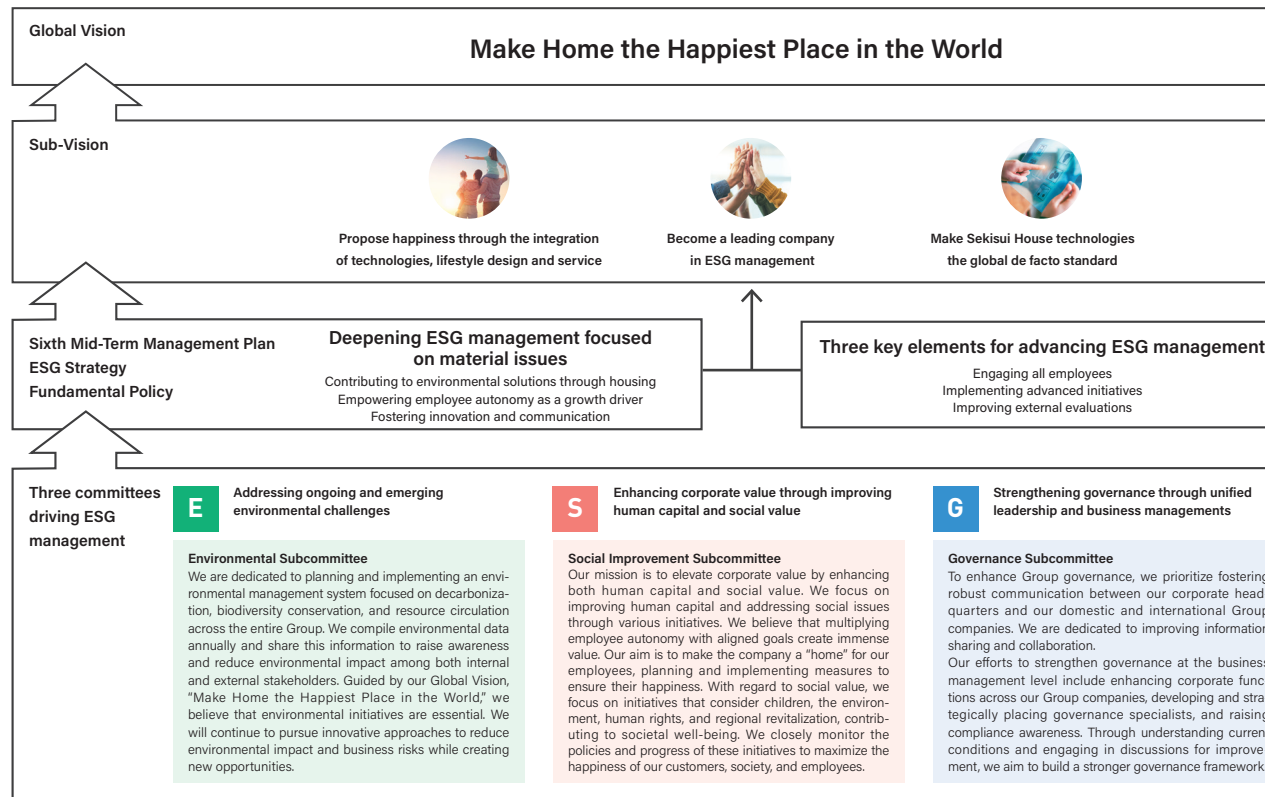 Global Vision
Make Home the Happiest Place in the World
Sub-Vision
Propose happiness through the integration
of technologies, lifestyle design and service
Become a leading company
in ESG management
Make Sekisui House technologies
the global de facto standard
Sixth Mid-Term Management Plan
ESG Strategy
Fundamental Policy
Deepening ESG management focused
on material issues
Contributing to environmental solutions through housing
Empowering employee autonomy as a growth driver
Fostering innovation and communication
Three key elements for advancing ESG management
Engaging all employees
Implementing advanced initiatives
Improving external evaluations
Three committees
driving ESG
management
E
Addressing ongoing and emerging
environmental challenges
Environmental Subcommittee
We are dedicated to planning and implementing an envi-
ronmental management system focused on decarboniza-
tion, biodiversity conservation, and resource circulation
across the entire Group. We compile environmental data
annually and share this information to raise awareness
and reduce environmental impact among both internal
and external stakeholders. Guided by our Global Vision,
“Make Home the Happiest Place in the World,” we
believe that environmental initiatives are essential. We
will continue to pursue innovative approaches to reduce
environmental impact and business risks while creating
new opportunities.
S
Enhancing corporate value through improving
human capital and social value
Social Improvement Subcommittee
Our mission is to elevate corporate value by enhancing
both human capital and social value. We focus on
improving human capital and addressing social issues
through various initiatives. We believe that multiplying
employee autonomy with aligned goals create immense
value. Our aim is to make the company a “home” for our
employees, planning and implementing measures to
ensure their happiness. With regard to social value, we
focus on initiatives that consider children, the environ-
ment, human rights, and regional revitalization, contrib-
uting to societal well-being. We closely monitor the
policies and progress of these initiatives to maximize the
happiness of our customers, society, and employees.
G
Strengthening governance through unified
leadership and business managements
Governance Subcommittee
To enhance Group governance, we prioritize fostering
robust communication between our corporate head-
quarters and our domestic and international Group
companies. We are dedicated to improving information
sharing and collaboration.
Our efforts to strengthen governance at the business
management level include enhancing corporate func-
tions across our Group companies, developing and stra-
tegically placing governance specialists, and raising
compliance awareness. Through understanding current
conditions and engaging in discussions for improve-
ment, we aim to build a stronger governance framework.